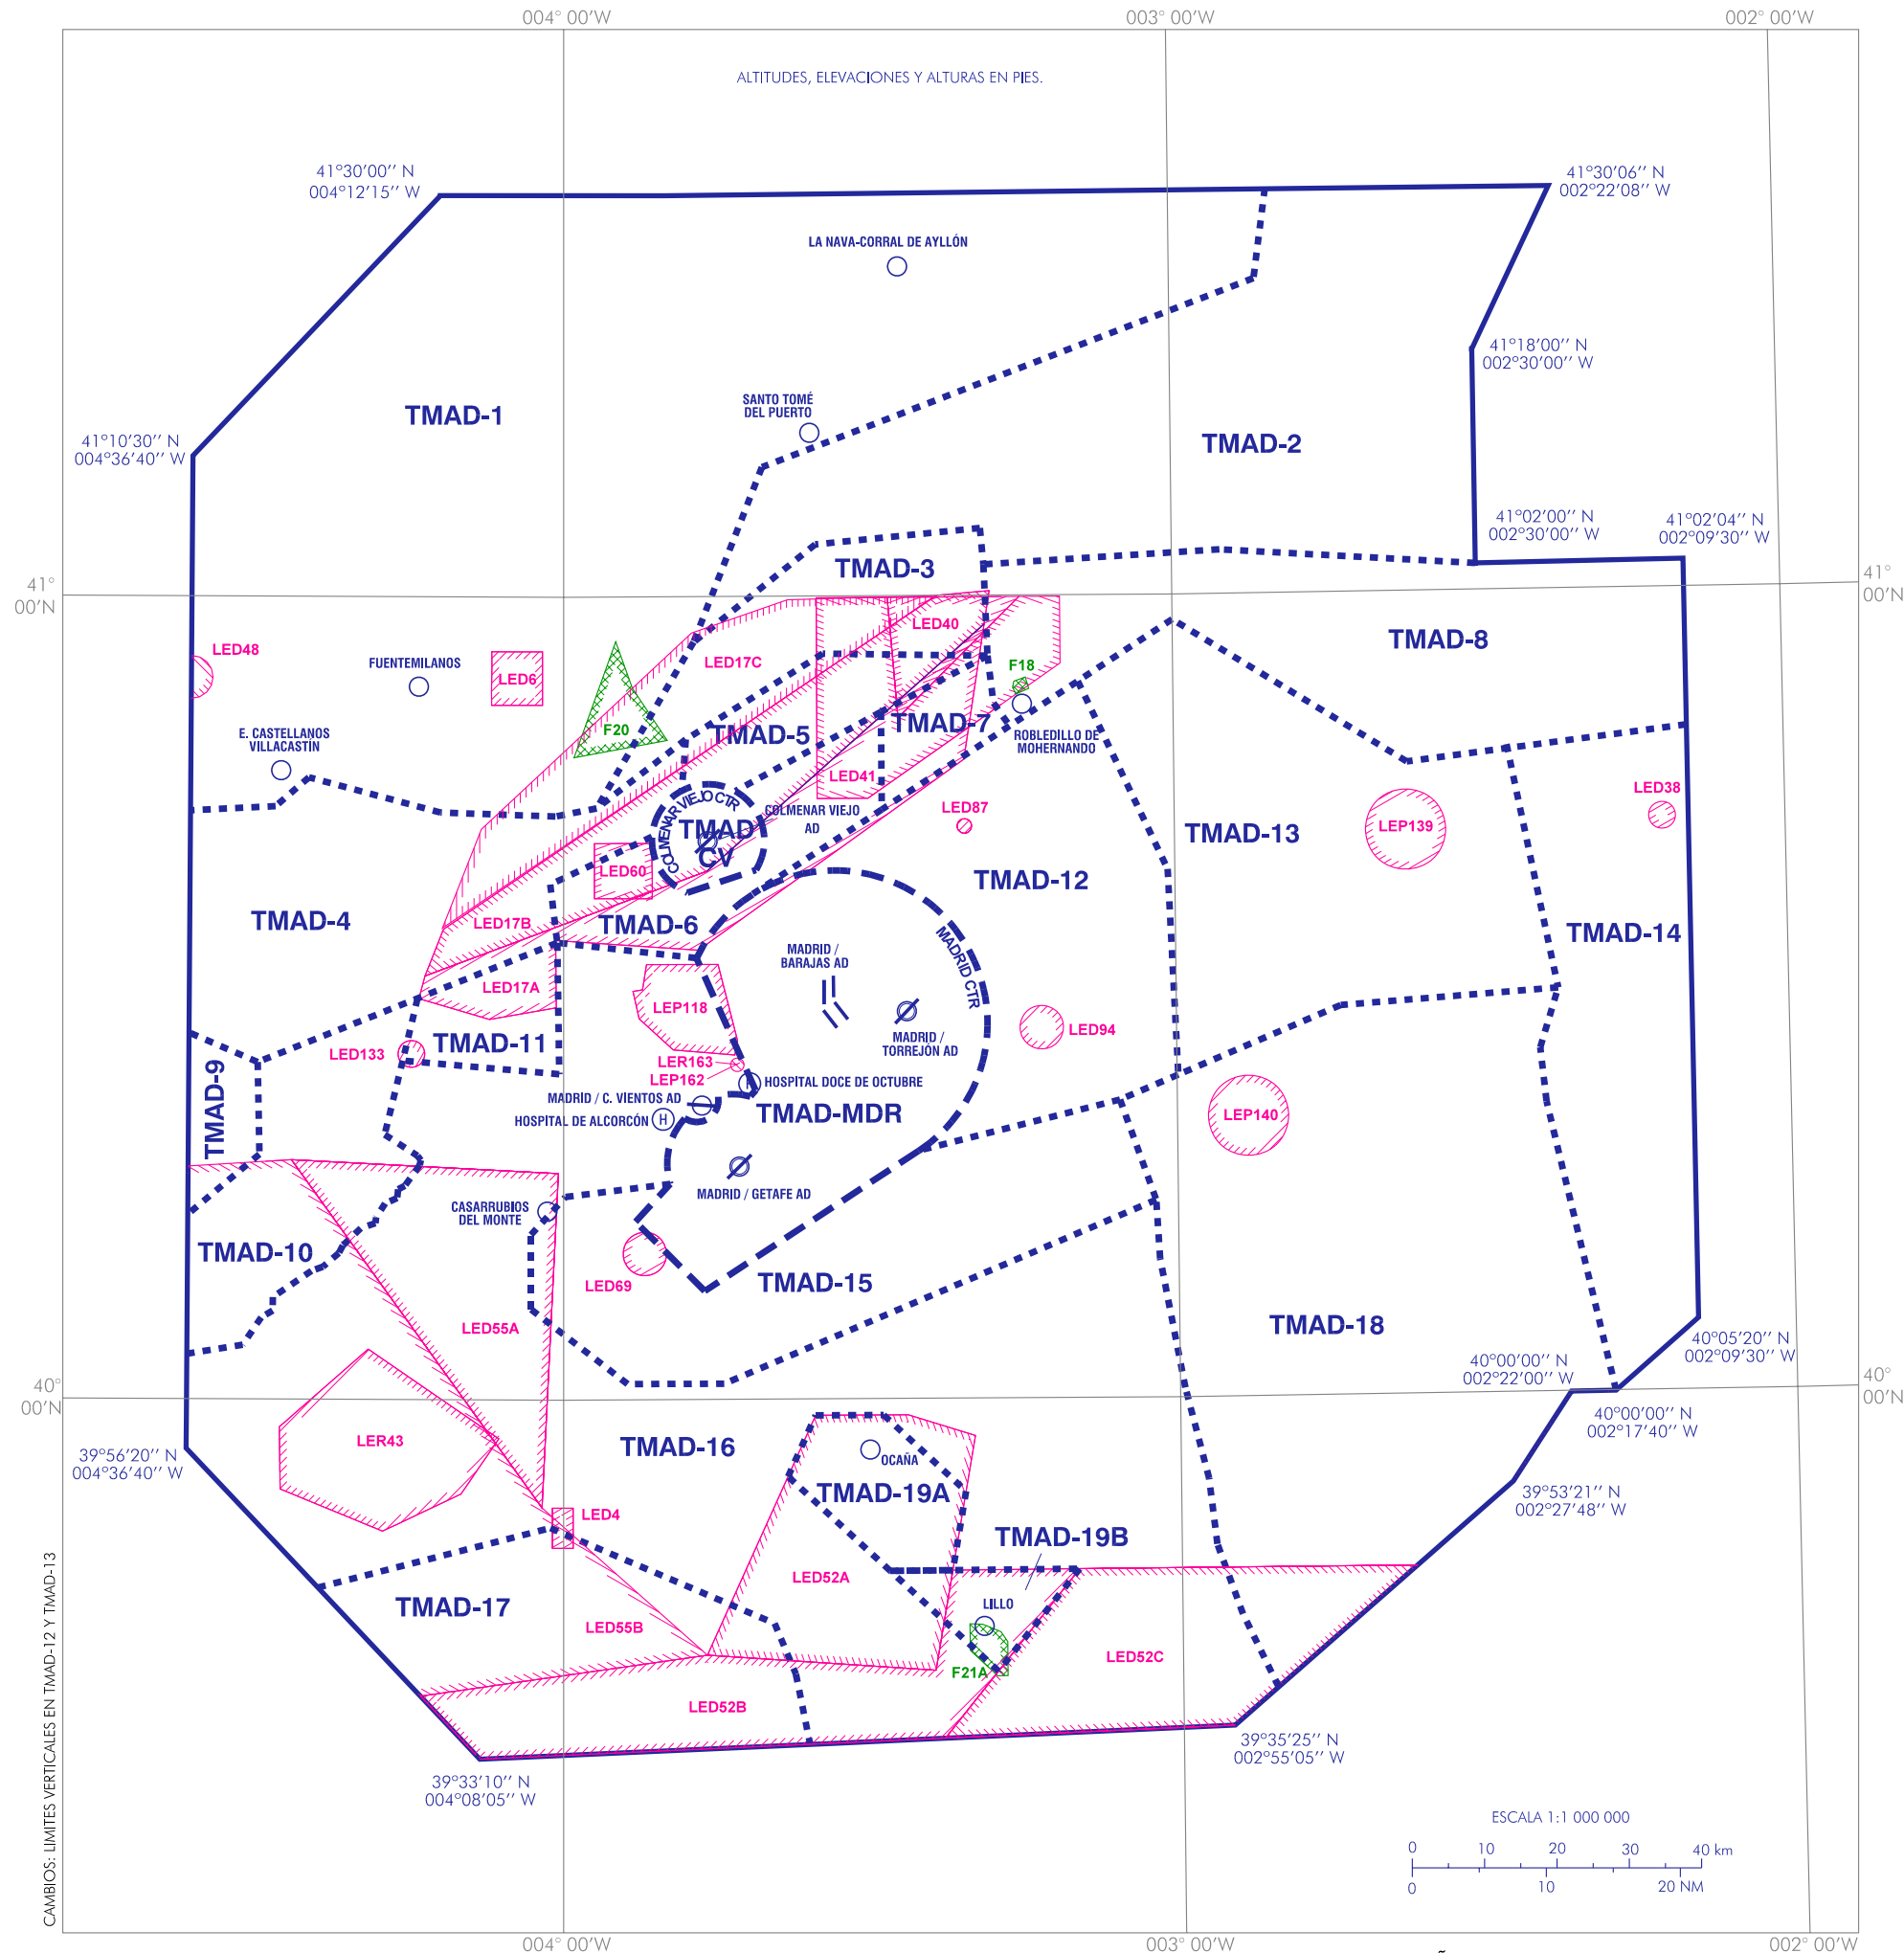 004° 00'W
003° 00'W
002° 00'W
ALTITUDES, ELEVACIONES Y ALTURAS EN PIES.
41°30'00'' N
004°12'15'' W
41°30'06'' N
002°22'08'' W
LA NAVA-CORRAL DE AYLLÓN
41°18'00'' N
002°30'00'' W
SANTO TOMÉ
DEL PUERTO
TMAD-1
TMAD-2
41°10'30'' N
004°36'40'' W
41°02'00'' N
002°30'00'' W
41°02'04'' N
002°09'30'' W
TMAD-3
41°
00'N
41°
00'N
LED40
TMAD-8
LED48
FUENTEMILANOS
LED6
LED17C
F18
F20
TMAD-5
TMAD-7
E. CASTELLANOS
VILLACASTÍN
ROBLEDILLO DE
MOHERNANDO
LED41
LED38
COLMENAR VIEJO CTR
COLMENAR VIEJO
AD
LED87
TMAD
CV
TMAD-13
LEP139
LED60
TMAD-12
TMAD-4
LED17B
TMAD-6
TMAD-14
MADRID CTR
MADRID /
BARAJAS AD
LED17A
LEP118
LED94
MADRID /
TORREJÓN AD
LED133
TMAD-11
LER163
LEP162
HOSPITAL DOCE DE OCTUBRE
TMAD-9
MADRID / C. VIENTOS AD
HOSPITAL DE ALCORCÓN
H
TMAD-MDR
LEP140
MADRID / GETAFE AD
CASARRUBIOS
DEL MONTE
TMAD-10
LED69
TMAD-15
LED55A
TMAD-18
40°05'20'' N
002°09'30'' W
40°00'00'' N
002°22'00'' W
40°
00'N
40°
00'N
40°00'00'' N
002°17'40'' W
LER43
TMAD-16
OCAÑA
39°56'20'' N
004°36'40'' W
TMAD-19A
39°53'21'' N
002°27'48'' W
LED4
TMAD-19B
LED52A
TMAD-17
LILLO
LED55B
LED52C
F21A
LED52B
39°35'25'' N
002°55'05'' W
39°33'10'' N
004°08'05'' W
CAMBIOS: LIMITES VERTICALES EN TMAD-12 Y TMAD-13
ESCALA 1:1 000 000
0 10 20 30 40 km
0 10 20 NM
004° 00'W
003° 00'W
002° 00'W